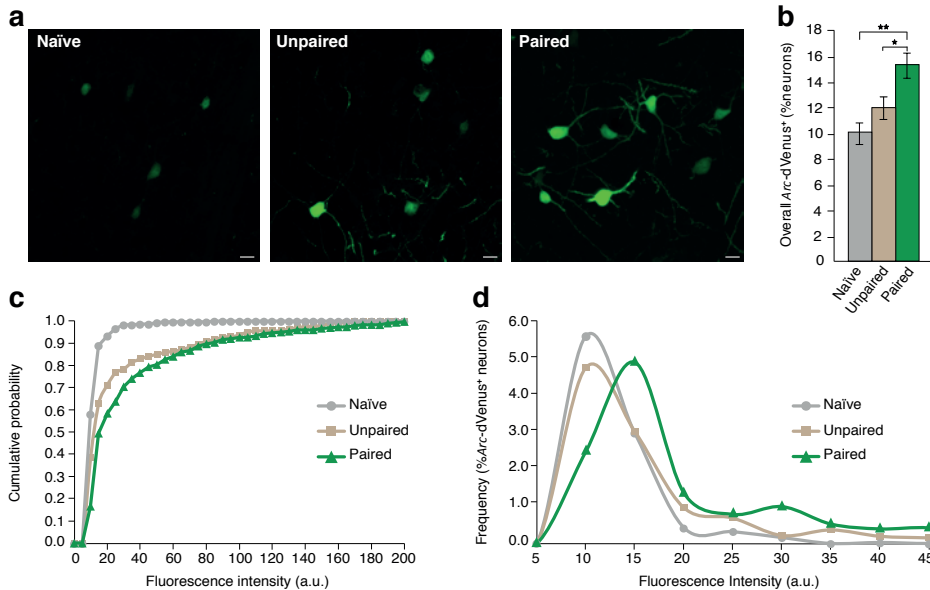 a
Naïve
Unpaired
Paired
b
Overall Arc-dVenus⁺ (%neurons)
18
16
14
12
10
8
6
4
2
0
**
*
Naïve
Unpaired
Paired
c
Cumulative probability
1.0
0.9
0.8
0.7
0.6
0.5
0.4
0.3
0.2
0.1
0.0
Naïve
Unpaired
Paired
0 20 40 60 80 100 120 140 160 180 200
Fluorescence intensity (a.u.)
d
Frequency (%Arc-dVenus⁺ neurons)
6.0
5.0
4.0
3.0
2.0
1.0
0.0
Naïve
Unpaired
Paired
5 10 15 20 25 30 35 40 45
Fluorescence Intensity (a.u.)